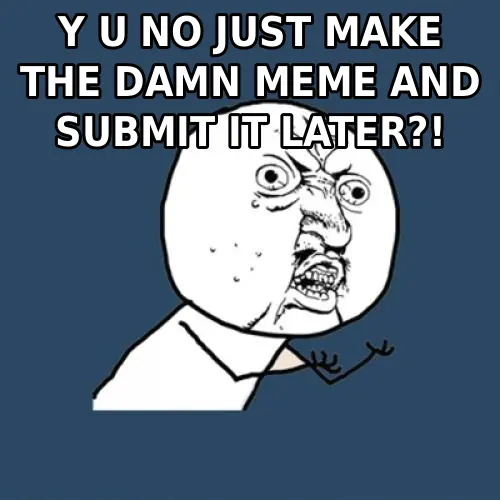 Y U NO JUST MAKE
THE DAMN MEME AND
SUBMIT IT LATER?!